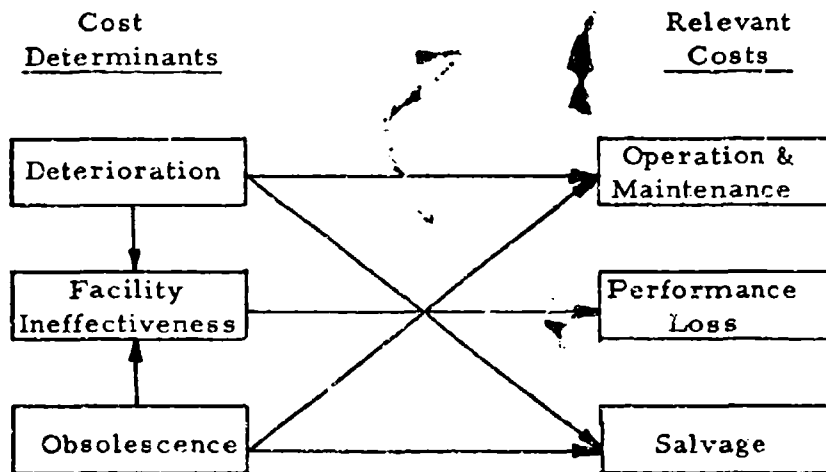 Cost
Determinants
Relevant
Costs
Deterioration
Operation &
Maintenance
Facility
Ineffectiveness
Performance
Loss
Obsolescence
Salvage